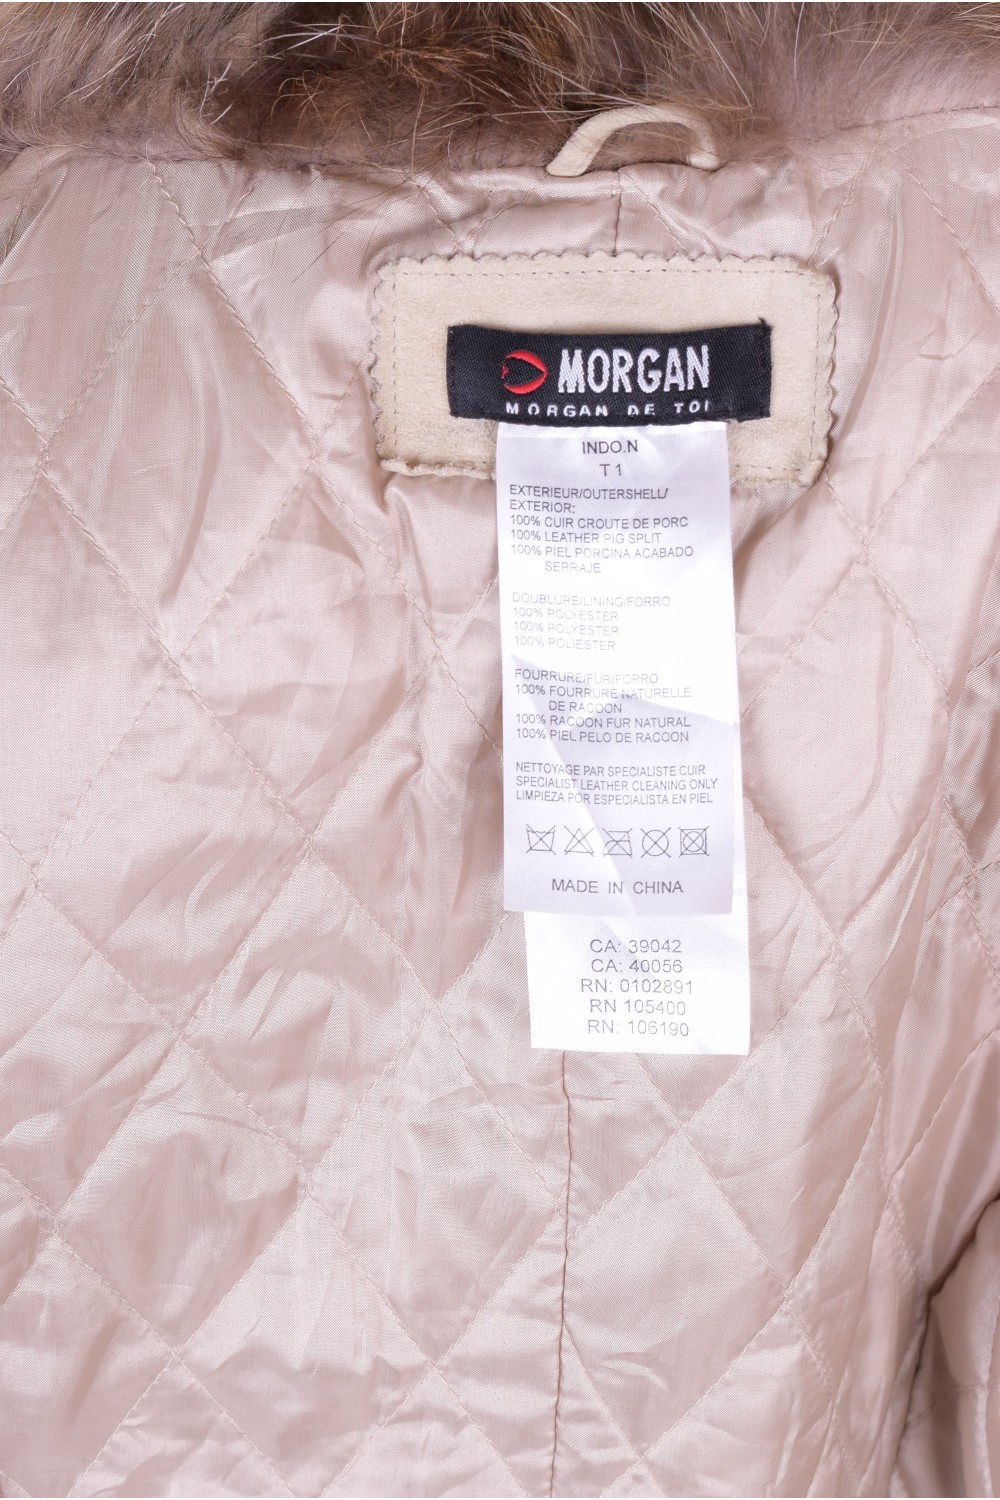 MORGAN
MORGAN DE TOI
INDO.N
T 1
EXTERIEUR/OUTERSHELL/
EXTERIOR:
100% CUIR CROUTE DE PORC
100% LEATHER PIG SPLIT
100% PIEL PORCINA ACABADO
SERRAJE
DOUBLURE/LINING/FORRO
100% POLYESTER
100% POLYESTER
100% POLIESTER
FOURRURE/FUR/FORRO
100% FOURRURE NATURELLE
DE RACOON
100% RACOON FUR NATURAL
100% PIEL PELO DE RACOON
NETTOYAGE PAR SPECIALISTE CUIR
SPECIALIST LEATHER CLEANING ONLY
LIMPIEZA POR ESPECIALISTA EN PIEL
MADE IN CHINA
CA: 39042
CA: 40056
RN: 0102891
RN 105400
RN: 106190